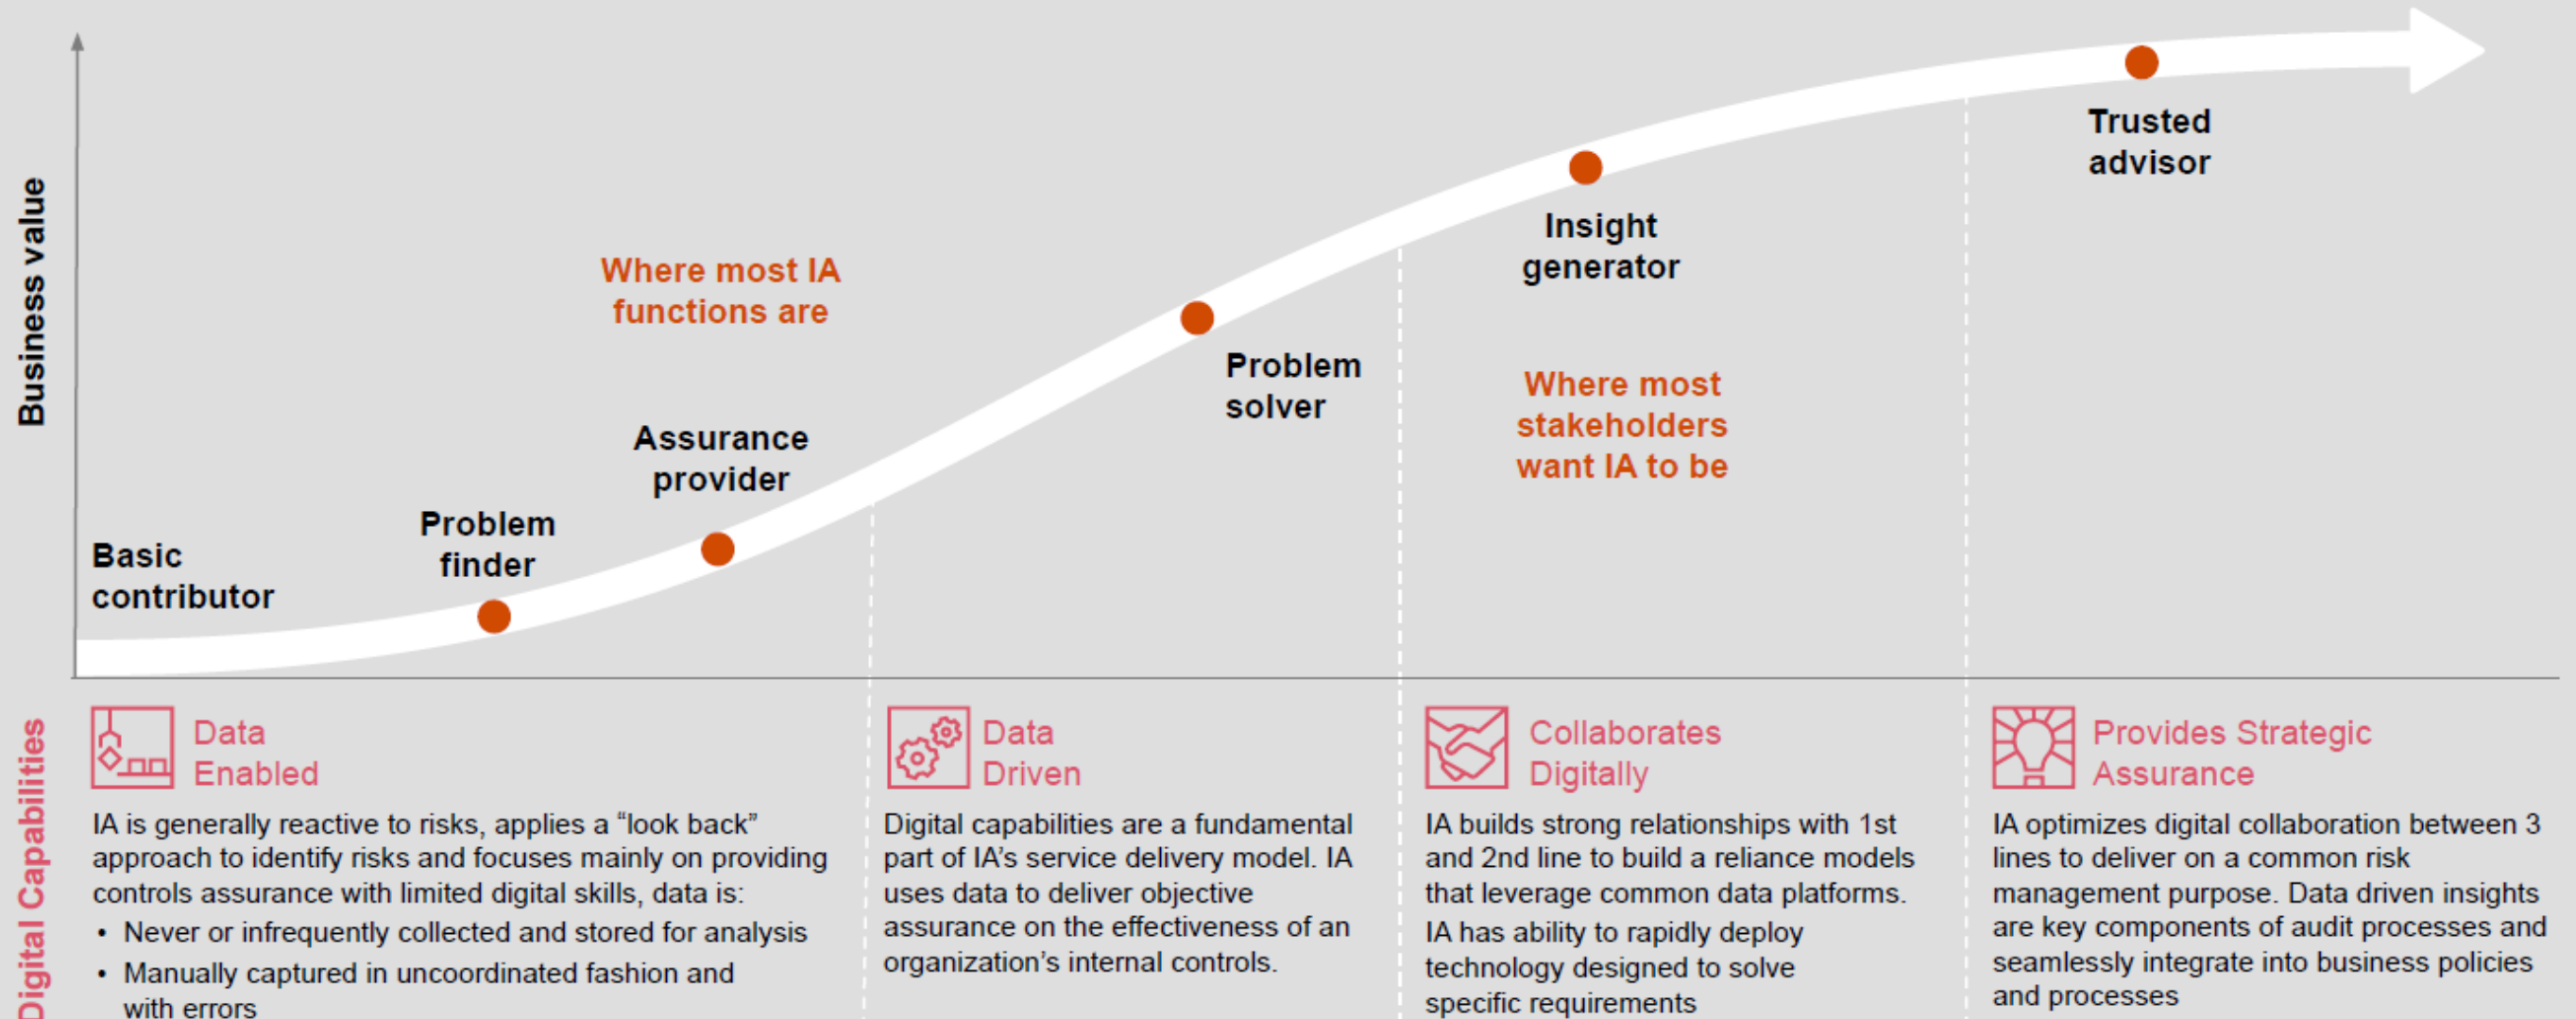 Business value
Basic
contributor
Problem
finder
Assurance
provider
Where most IA
functions are
Problem
solver
Insight
generator
Where most
stakeholders
want IA to be
Trusted
advisor
Digital Capabilities
Data
Enabled
IA is generally reactive to risks, applies a “look back”
approach to identify risks and focuses mainly on providing
controls assurance with limited digital skills, data is:
• Never or infrequently collected and stored for analysis
• Manually captured in uncoordinated fashion and
with errors
Data
Driven
Digital capabilities are a fundamental
part of IA’s service delivery model. IA
uses data to deliver objective
assurance on the effectiveness of an
organization’s internal controls.
Collaborates
Digitally
IA builds strong relationships with 1st
and 2nd line to build a reliance models
that leverage common data platforms.
IA has ability to rapidly deploy
technology designed to solve
specific requirements
Provides Strategic
Assurance
IA optimizes digital collaboration between 3
lines to deliver on a common risk
management purpose. Data driven insights
are key components of audit processes and
seamlessly integrate into business policies
and processes